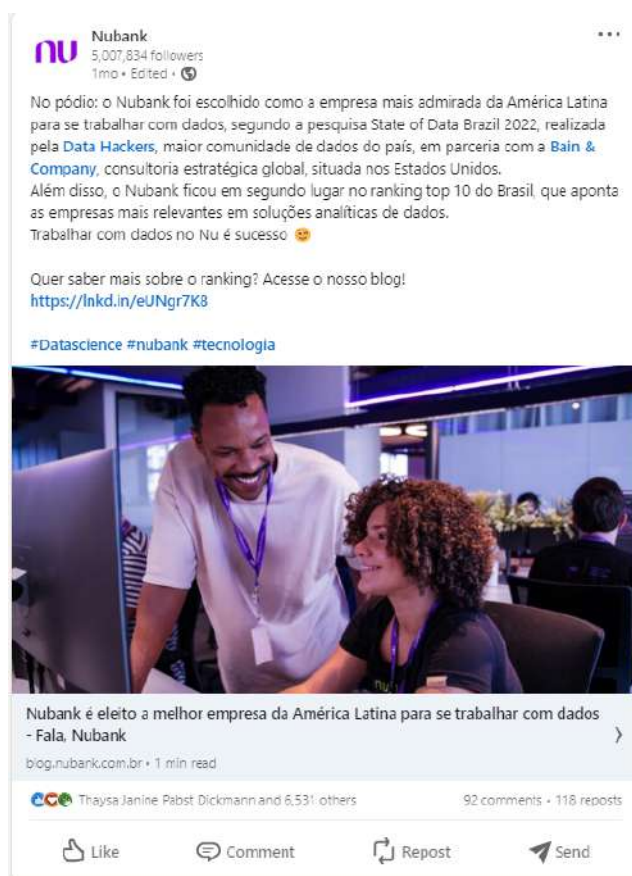 nu
Nubank
5,007,834 followers
1mo • Edited •
No pódio: o Nubank foi escolhido como a empresa mais admirada da América Latina
para se trabalhar com dados, segundo a pesquisa State of Data Brazil 2022, realizada
pela Data Hackers, maior comunidade de dados do país, em parceria com a Bain &
Company, consultoria estratégica global, situada nos Estados Unidos.
Além disso, o Nubank ficou em segundo lugar no ranking top 10 do Brasil, que aponta
as empresas mais relevantes em soluções analíticas de dados.
Trabalhar com dados no Nu é sucesso 😊
Quer saber mais sobre o ranking? Acesse o nosso blog!
https://lnkd.in/eUNgr7K8
#Datascience #nubank #tecnologia
nu
Nubank é eleito a melhor empresa da América Latina para se trabalhar com dados
- Fala, Nubank
blog.nubank.com.br • 1 min read
Thaysa Janine Pabst Dickmann and 6,531 others
92 comments • 118 reposts
Like
Comment
Repost
Send